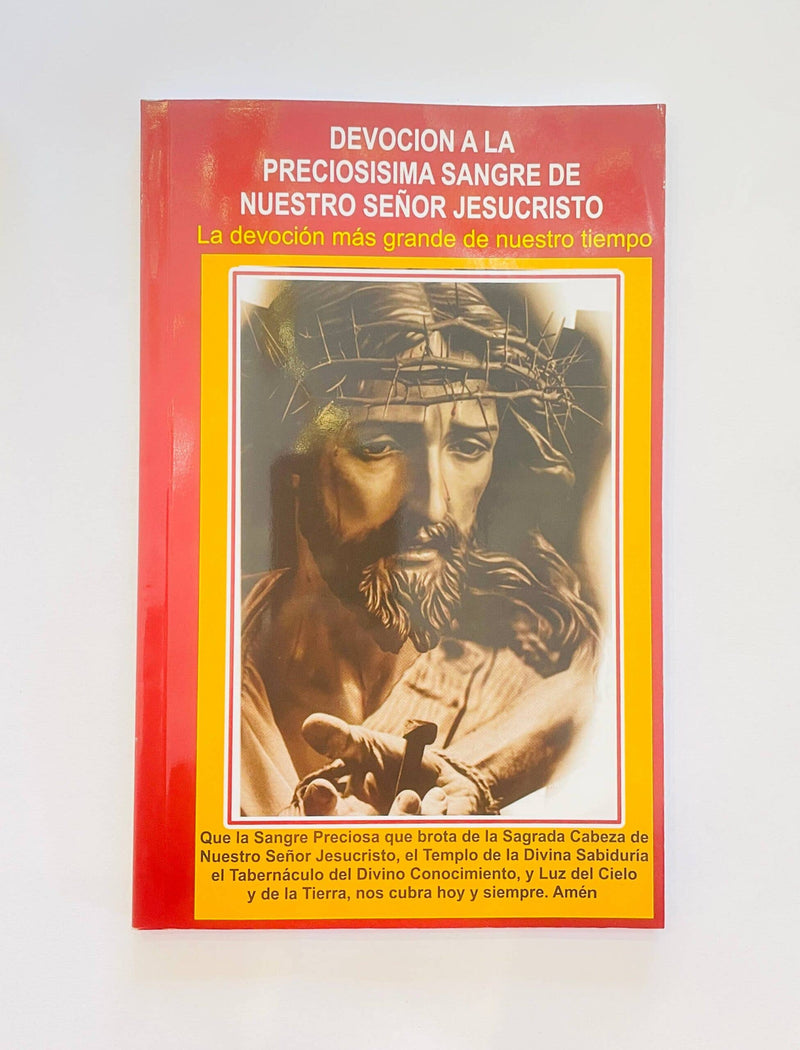 DEVOCION A LA
PRECIOSISIMA SANGRE DE
NUESTRO SEÑOR JESUCRISTO
La devoción más grande de nuestro tiempo
Que la Sangre Preciosa que brota de la Sagrada Cabeza de
Nuestro Señor Jesucristo, el Templo de la Divina Sabiduría
el Tabernáculo del Divino Conocimiento, y Luz del Cielo
y de la Tierra, nos cubra hoy y siempre. Amén